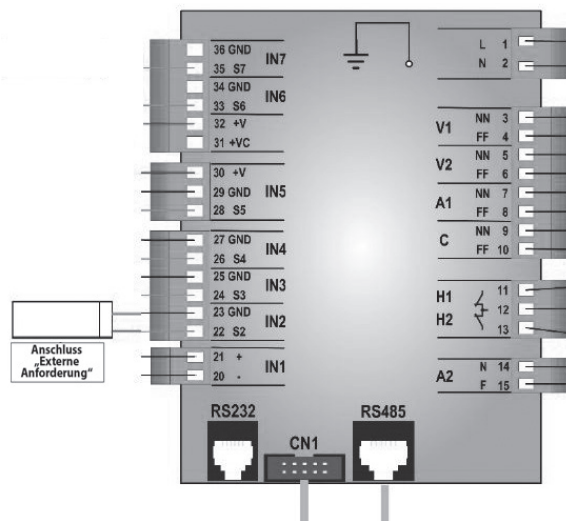 36 GND
35 S7
IN7
34 GND
33 S6
IN6
32 +V
31 +VC
30 +V
29 GND
28 S5
IN5
27 GND
26 S4
IN4
25 GND
24 S3
IN3
23 GND
22 S2
IN2
21 +
20 -
IN1
Anschluss
„Externe
Anforderung“
L 1
N 2
V1
NN 3
FF 4
V2
NN 5
FF 6
A1
NN 7
FF 8
C
NN 9
FF 10
H1
H2
11
12
13
A2
N 14
F 15
RS232
CN1
RS485